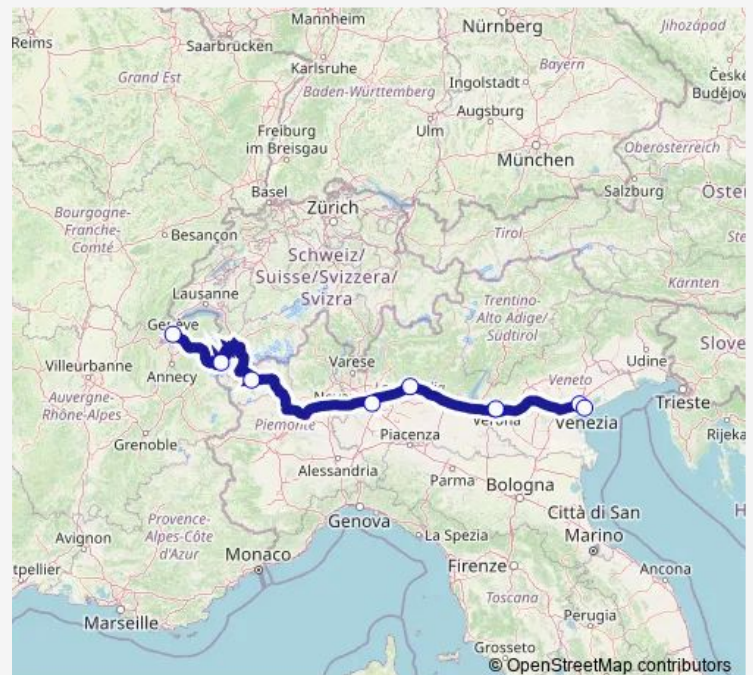 Mannheim
Nürnberg
Jihozápad
Reims
Saarbrücken
Karlsruhe
Grand Est
Baden-Württemberg
Ingolstadt
Bayern
České
Budějov
Augsburg
Freiburg
im Breisgau
Ulm
München
Oberösterreich
Basel
Salzburg
Zürich
Öster
Bourgogne-
Franche-
Comté
Besançon
Tirol
Schweiz/
Suisse/Svizzera/
Svizra
Kärnten
Lausanne
Trentino-
Alto Adige/
Südtirol
Genève
Slove
Villeurbanne
Annecy
Varese
Udine
Veneto
Auvergne-
Rhône-Alpes
Trieste
Verona
Venezia
Piemonte
Piacenza
Rijeka
Grenoble
Alessandria
Parma
Bologna
Genova
Città di San
Marino
Provence-
Alpes-Côte
d'Azur
Avignon
La Spezia
Monaco
Firenze
Ancona
tpellier
Toscana
Marseille
Perugia
Grosseto
© OpenStreetMap contributors